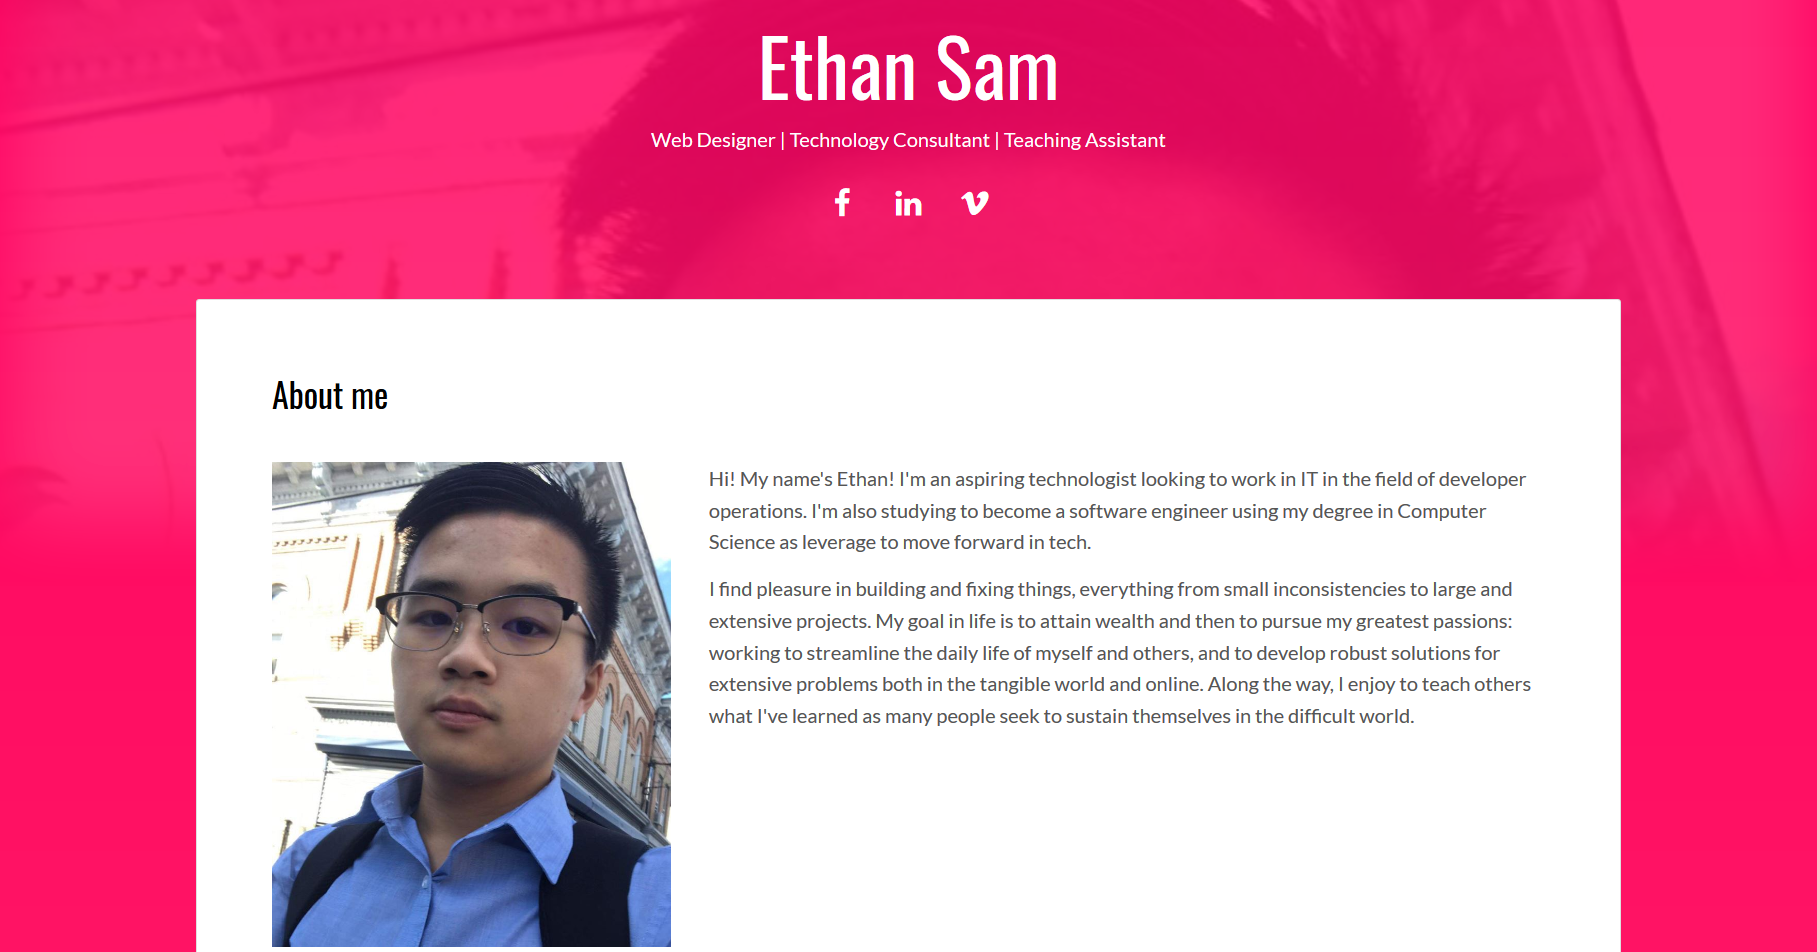 Ethan Sam
Web Designer | Technology Consultant | Teaching Assistant
About me
Hi! My name's Ethan! I'm an aspiring technologist looking to work in IT in the field of developer
operations. I'm also studying to become a software engineer using my degree in Computer
Science as leverage to move forward in tech.
I find pleasure in building and fixing things, everything from small inconsistencies to large and
extensive projects. My goal in life is to attain wealth and then to pursue my greatest passions:
working to streamline the daily life of myself and others, and to develop robust solutions for
extensive problems both in the tangible world and online. Along the way, I enjoy to teach others
what I've learned as many people seek to sustain themselves in the difficult world.